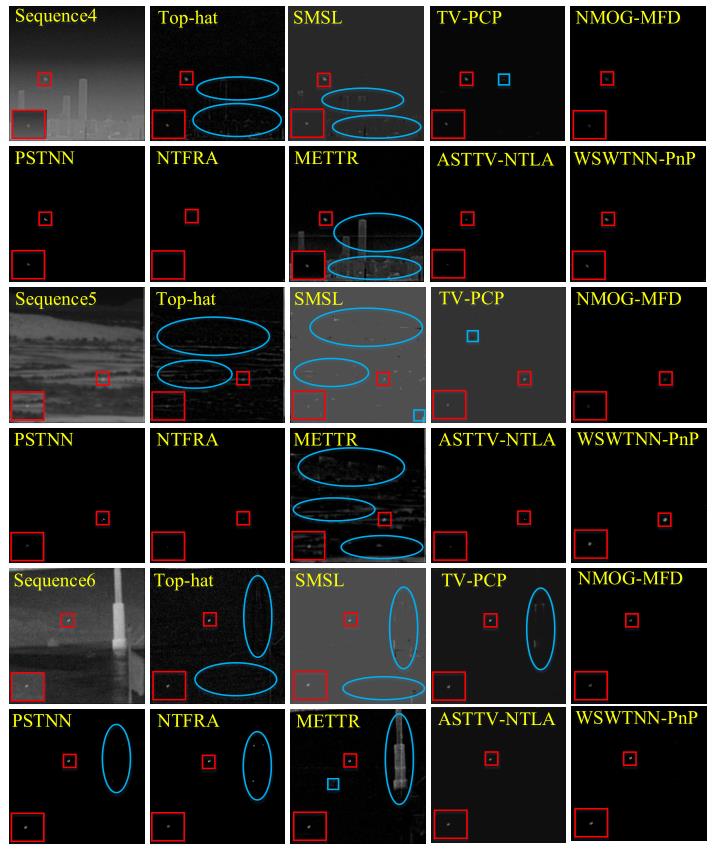 Sequence4 Top-hat SMSL TV-PCP NMOG-MFD
PSTNN NTFRA METTR ASTTV-NTLA WSWTNN-PnP
Sequence5 Top-hat SMSL TV-PCP NMOG-MFD
PSTNN NTFRA METTR ASTTV-NTLA WSWTNN-PnP
Sequence6 Top-hat SMSL TV-PCP NMOG-MFD
PSTNN NTFRA METTR ASTTV-NTLA WSWTNN-PnP